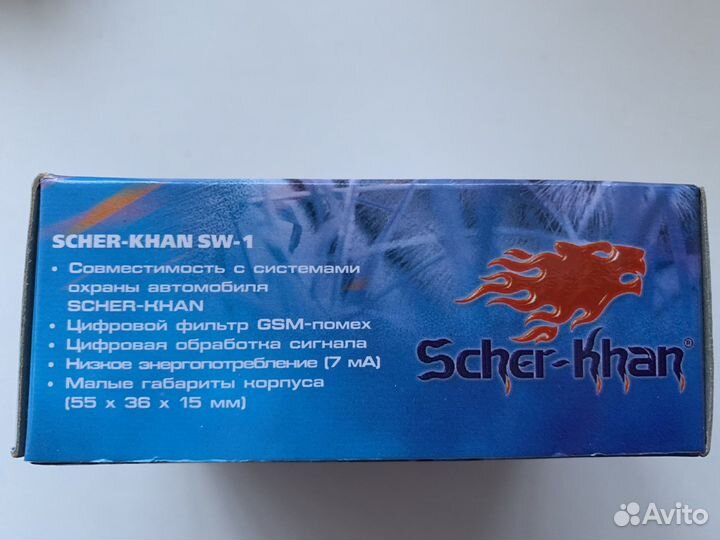 SCHER-KHAN SW-1
• Совместимость с системами
охраны автомобиля
SCHER-KHAN
• Цифровой фильтр GSM-помех
• Цифровая обработка сигнала
• Низкое энергопотребление (7 мА)
• Малые габариты корпуса
(55 x 36 x 15 мм)
Scher-Khan®
Avito